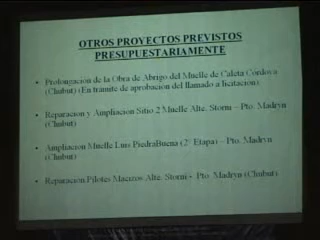 OTROS PROYECTOS PREVISTOS
PRESUPUESTARIAMENTE
• Prolongación de la Obra de Abrigo del Muelle de Caleta Córdova
(Chubut) (En tramite de aprobación del llamado a licitación).
• Reparacion y Ampliacion Sitio 2 Muelle Alte. Storni – Pto. Madryn
(Chubut)
• Ampliacion Muelle Luis PiedraBuena (2° Etapa) – Pto. Madryn
(Chubut)
• Reparación Pilotes Macizos Alte. Storni - Pto. Madryn (Chubut)